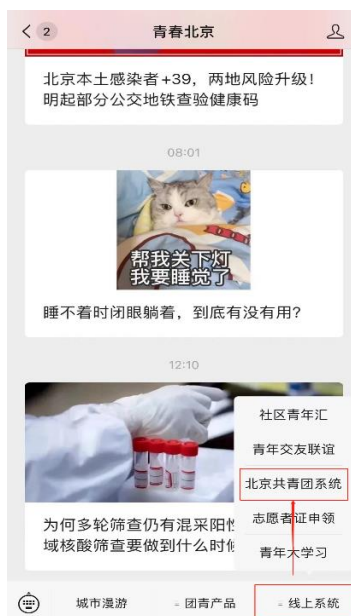 2
青春北京
北京本土感染者+39，两地风险升级！
明起部分公交地铁查验健康码
08:01
帮我关下灯
我要睡觉了
睡不着时闭眼躺着，到底有没有用？
12:10
为何多轮筛查仍有混采阳性
域核酸筛查要做到什么时候
社区青年汇
青年交友联谊
北京共青团系统
志愿者证申领
青年大学习
城市漫游
团青产品
线上系统